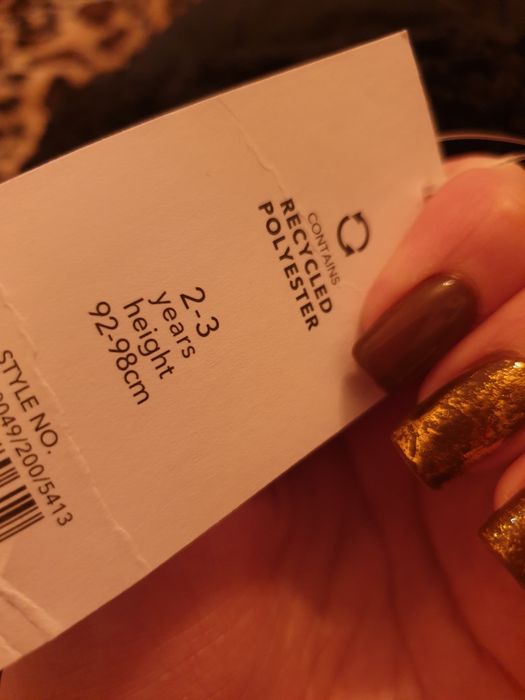 CONTAINS
RECYCLED
POLYESTER
2-3
years
height
92-98cm
STYLE NO.
049/200/5413